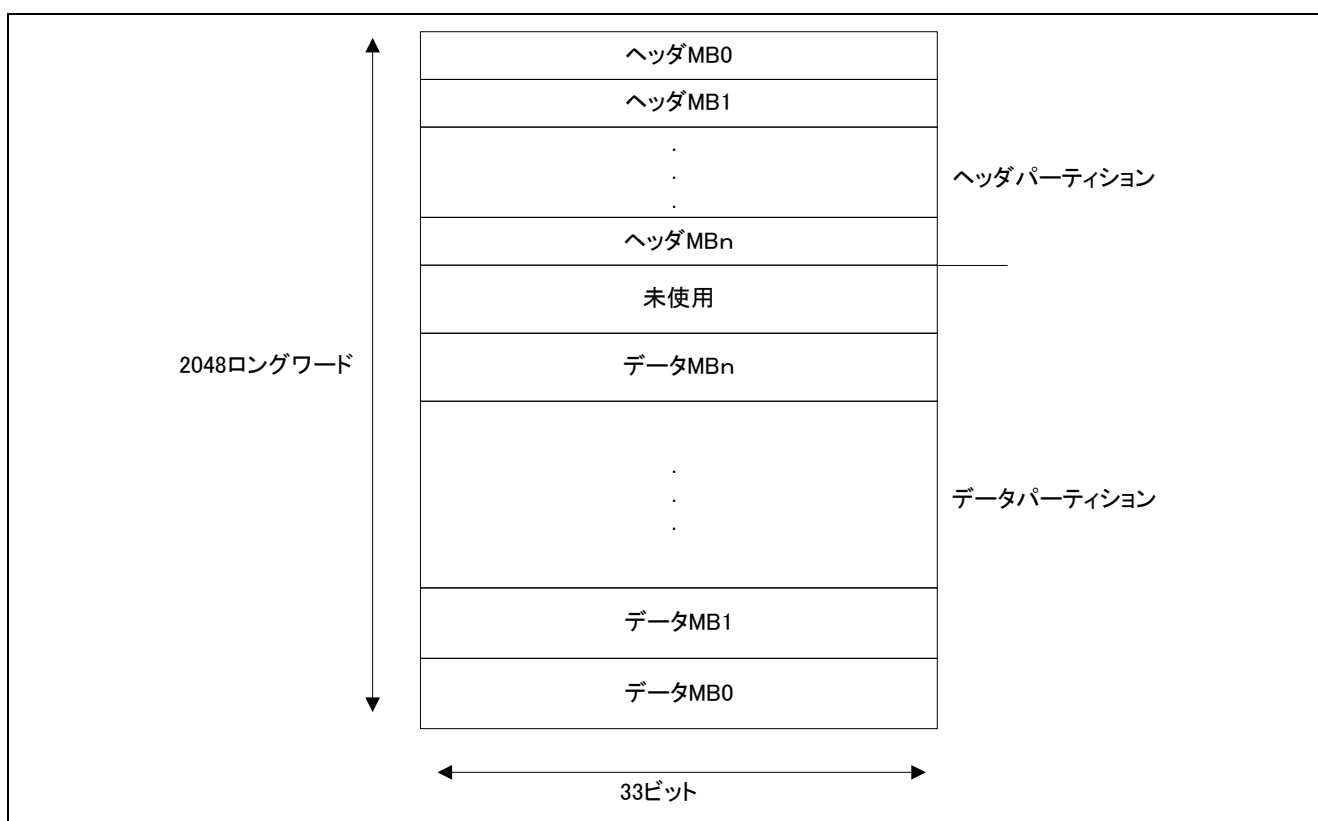 ヘッダMB0
ヘッダMB1
.
.
.
ヘッダパーティション
ヘッダMBｎ
未使用
2048ロングワード
データMBｎ
.
.
.
データパーティション
データMB1
データMB0
33ビット